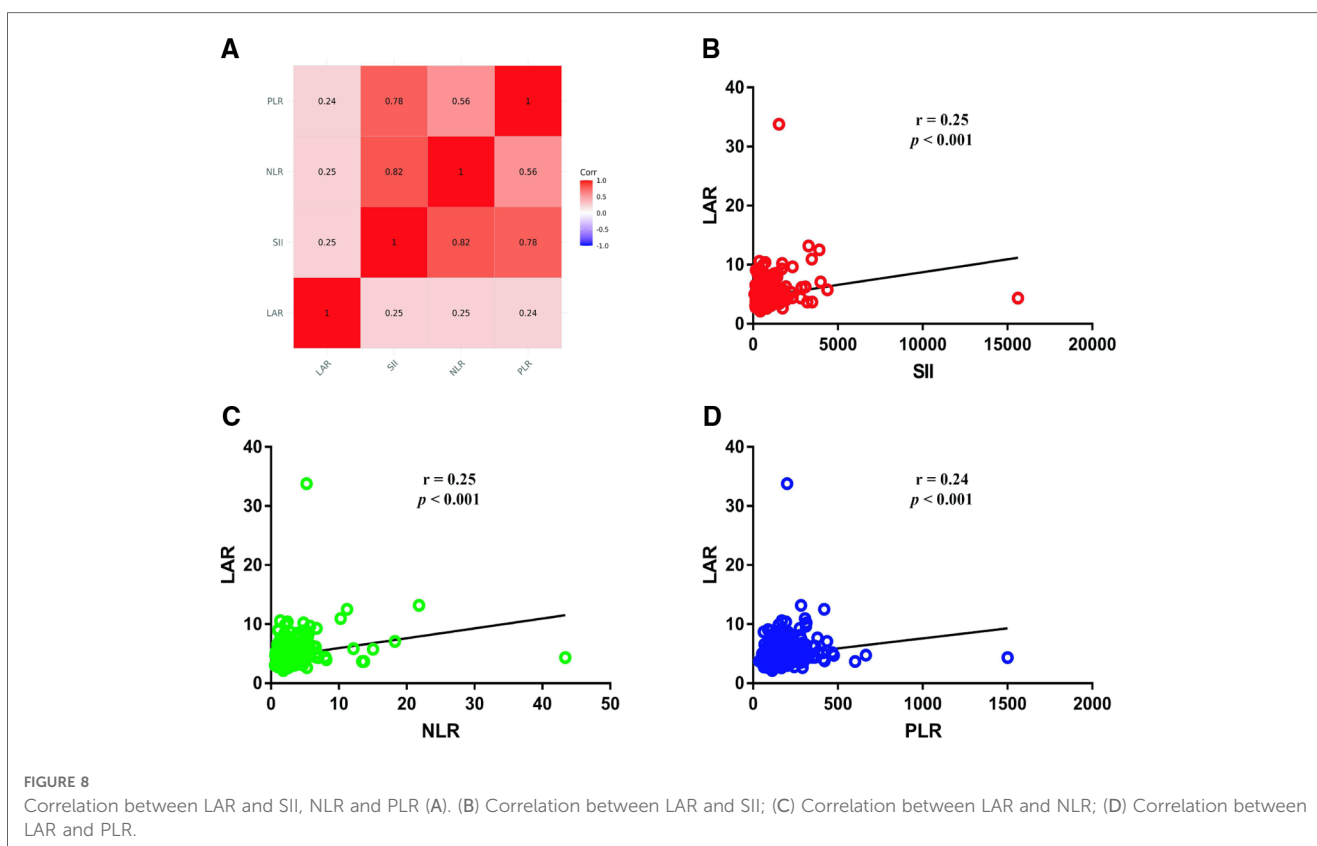 A
PLR
0.24
0.78
0.56
1
NLR
0.25
0.82
1
0.56
SII
0.25
1
0.82
0.78
LAR
1
0.25
0.25
0.24
LAR
SII
NLR
PLR
Corr
1.0
0.5
0.0
-0.5
-1.0
B
40
30
20
10
0
LAR
r = 0.25
p < 0.001
0
5000
10000
15000
20000
SII
C
40
30
20
10
0
LAR
r = 0.25
p < 0.001
0
10
20
30
40
50
NLR
D
40
30
20
10
0
LAR
r = 0.24
p < 0.001
0
500
1000
1500
2000
PLR
FIGURE 8
Correlation between LAR and SII, NLR and PLR (A). (B) Correlation between LAR and SII; (C) Correlation between LAR and NLR; (D) Correlation between
LAR and PLR.